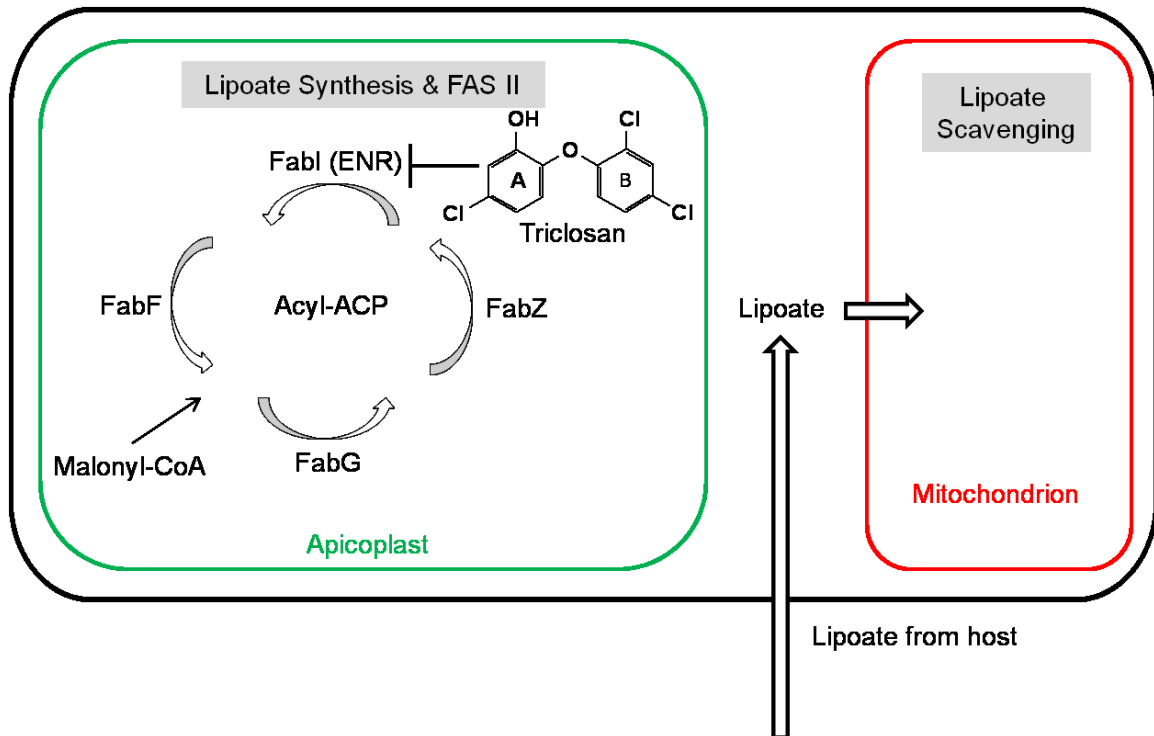 Lipoate Synthesis & FAS II
Lipoate
Scavenging
OH
Cl
O
FabI (ENR)
A
B
Cl
Cl
Triclosan
FabF
Acyl-ACP
FabZ
Lipoate
Malonyl-CoA
FabG
Mitochondrion
Apicoplast
Lipoate from host